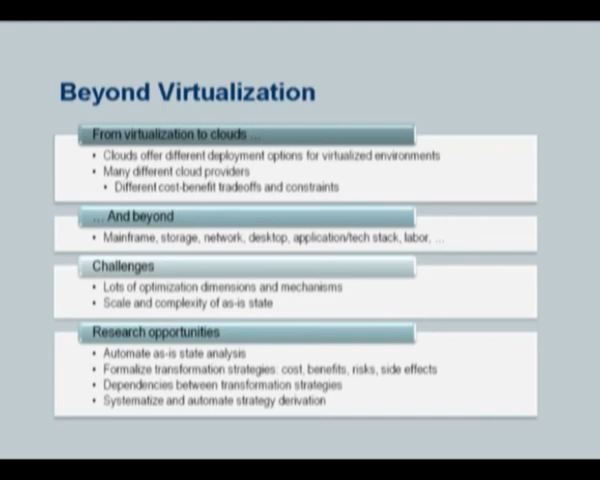 Beyond Virtualization
From virtualization to clouds ...
• Clouds offer different deployment options for virtualized environments
• Many different cloud providers
• Different cost-benefit tradeoffs and constraints
... And beyond
• Mainframe, storage, network, desktop, application/tech stack, labor, ...
Challenges
• Lots of optimization dimensions and mechanisms
• Scale and complexity of as-is state
Research opportunities
• Automate as-is state analysis
• Formalize transformation strategies: cost, benefits, risks, side effects
• Dependencies between transformation strategies
• Systematize and automate strategy derivation